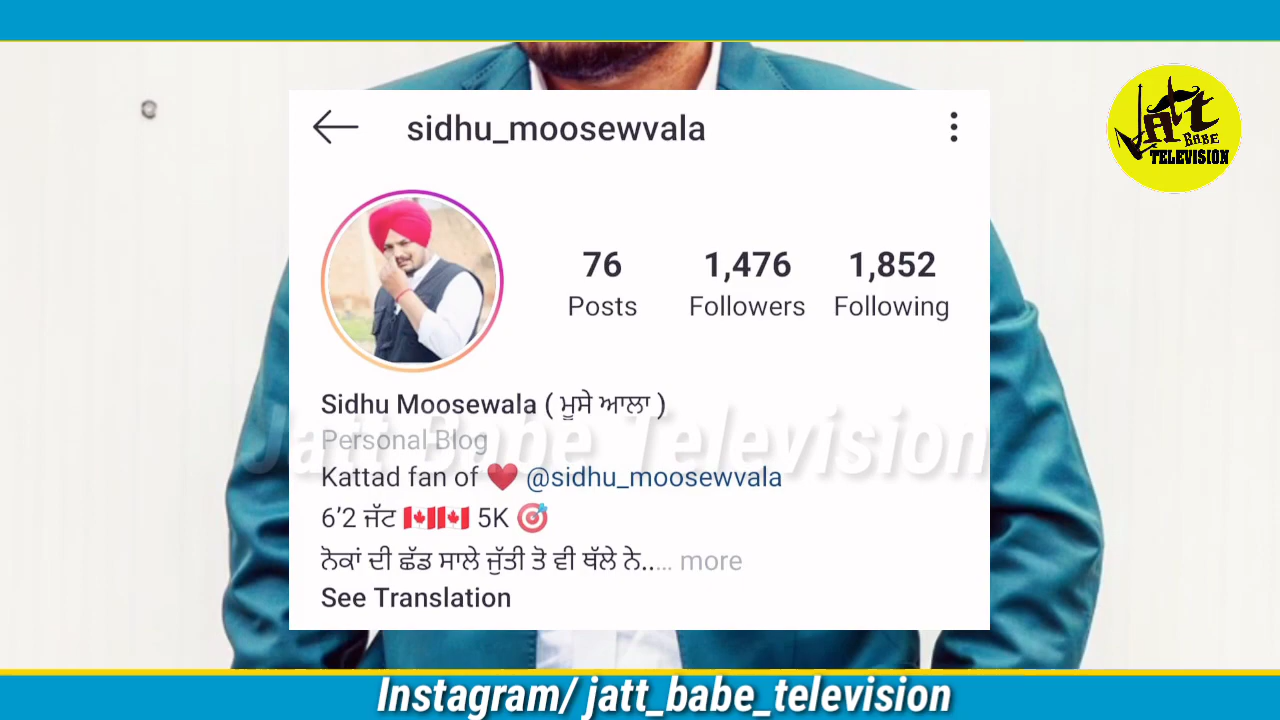 JATT
BABE
TELEVISION
sidhu_moosewvala
76
1,476
1,852
Posts
Followers
Following
Sidhu Moosewala ( ਮੂਸੇ ਆਲਾ )
Personal Blog
Jatt Babe Television
Kattad fan of ❤️ @sidhu_moosewvala
6’2 ਜੱਟ 🇨🇦🇨🇦 5K 🎯
ਨੋਕਾਂ ਦੀ ਛੱਡ ਸਾਲੇ ਜੁੱਤੀ ਤੋ ਵੀ ਥੱਲੇ ਨੇ..... more
See Translation
Instagram/ jatt_babe_television